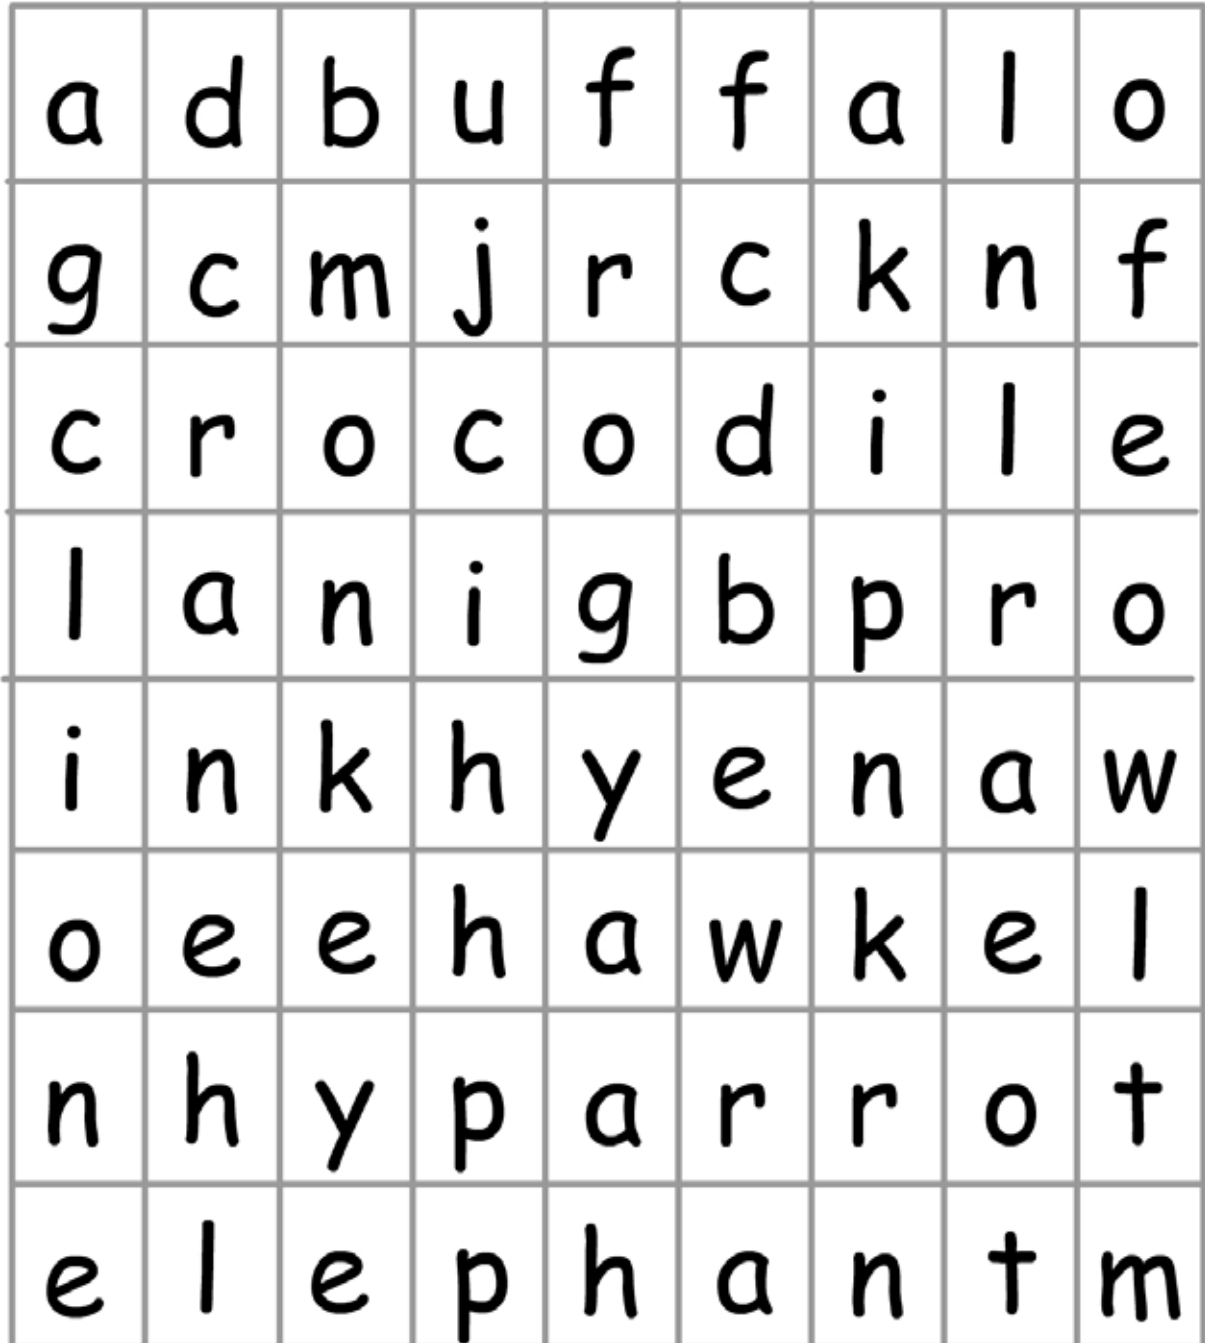 a d b u f f a l o
g c m j r c k n f
c r o c o d i l e
l a n i g b p r o
i n k h y e n a w
o e e h a w k e l
n h y p a r r o t
e l e p h a n t m